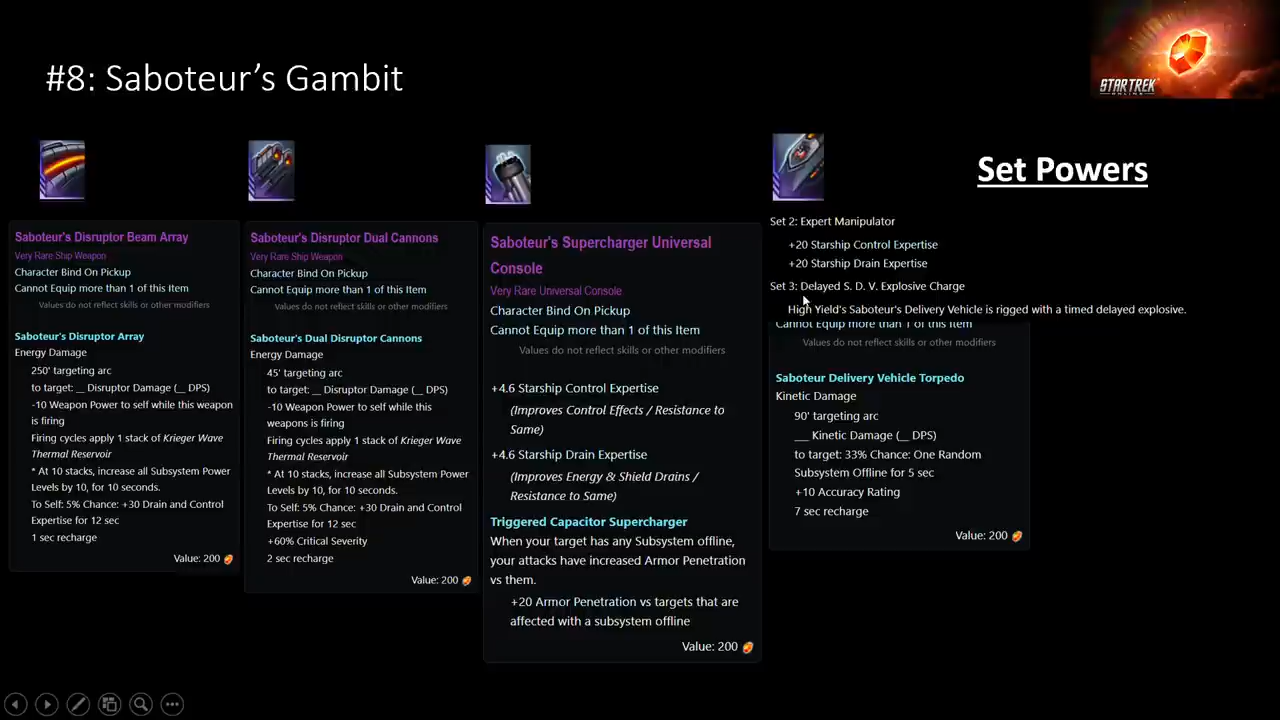 #8: Saboteur's Gambit
STAR TREK
ONLINE
Set Powers
Saboteur's Disruptor Beam Array
Very Rare Ship Weapon
Character Bind On Pickup
Cannot Equip more than 1 of this Item
Values do not reflect skills or other modifiers
Saboteur's Disruptor Array
Energy Damage
250' targeting arc
to target: __ Disruptor Damage (__ DPS)
-10 Weapon Power to self while this weapon
is firing
Firing cycles apply 1 stack of Krieger Wave
Thermal Reservoir
* At 10 stacks, increase all Subsystem Power
Levels by 10, for 10 seconds.
To Self: 5% Chance: +30 Drain and Control
Expertise for 12 sec
1 sec recharge
Value: 200
Saboteur's Disruptor Dual Cannons
Very Rare Ship Weapon
Character Bind On Pickup
Cannot Equip more than 1 of this Item
Values do not reflect skills or other modifiers
Saboteur's Dual Disruptor Cannons
Energy Damage
45' targeting arc
to target: __ Disruptor Damage (__ DPS)
-10 Weapon Power to self while this
weapons is firing
Firing cycles apply 1 stack of Krieger Wave
Thermal Reservoir
* At 10 stacks, increase all Subsystem Power
Levels by 10, for 10 seconds.
To Self: 5% Chance: +30 Drain and Control
Expertise for 12 sec
+60% Critical Severity
2 sec recharge
Value: 200
Saboteur's Supercharger Universal
Console
Very Rare Universal Console
Character Bind On Pickup
Cannot Equip more than 1 of this Item
Values do not reflect skills or other modifiers
+4.6 Starship Control Expertise
(Improves Control Effects / Resistance to
Same)
+4.6 Starship Drain Expertise
(Improves Energy & Shield Drains /
Resistance to Same)
Triggered Capacitor Supercharger
When your target has any Subsystem offline,
your attacks have increased Armor Penetration
vs them.
+20 Armor Penetration vs targets that are
affected with a subsystem offline
Value: 200
Set 2: Expert Manipulator
+20 Starship Control Expertise
+20 Starship Drain Expertise
Set 3: Delayed S. D. V. Explosive Charge
High Yield's Saboteur's Delivery Vehicle is rigged with a timed delayed explosive.
Cannot Equip more than 1 of this Item
Values do not reflect skills or other modifiers
Saboteur Delivery Vehicle Torpedo
Kinetic Damage
90' targeting arc
___ Kinetic Damage (__ DPS)
to target: 33% Chance: One Random
Subsystem Offline for 5 sec
+10 Accuracy Rating
7 sec recharge
Value: 200